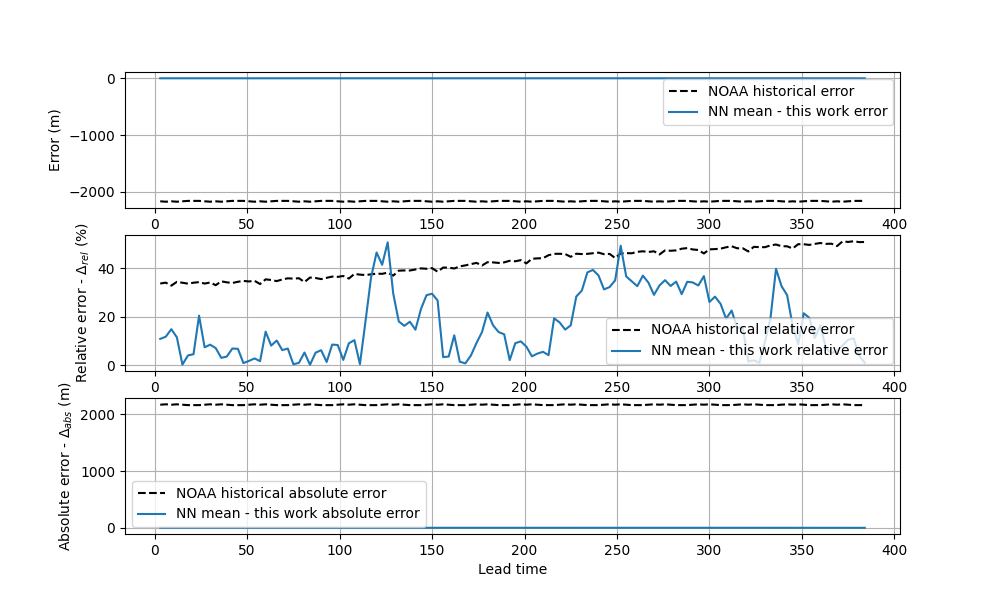 0
−1000
−2000
Error (m)
NOAA historical error
NN mean - this work error
0 50 100 150 200 250 300 350 400
40
20
0
Relative error - Δrel (%)
NOAA historical relative error
NN mean - this work relative error
0 50 100 150 200 250 300 350 400
2000
1000
0
Absolute error - Δabs (m)
NOAA historical absolute error
NN mean - this work absolute error
0 50 100 150 200 250 300 350 400
Lead time